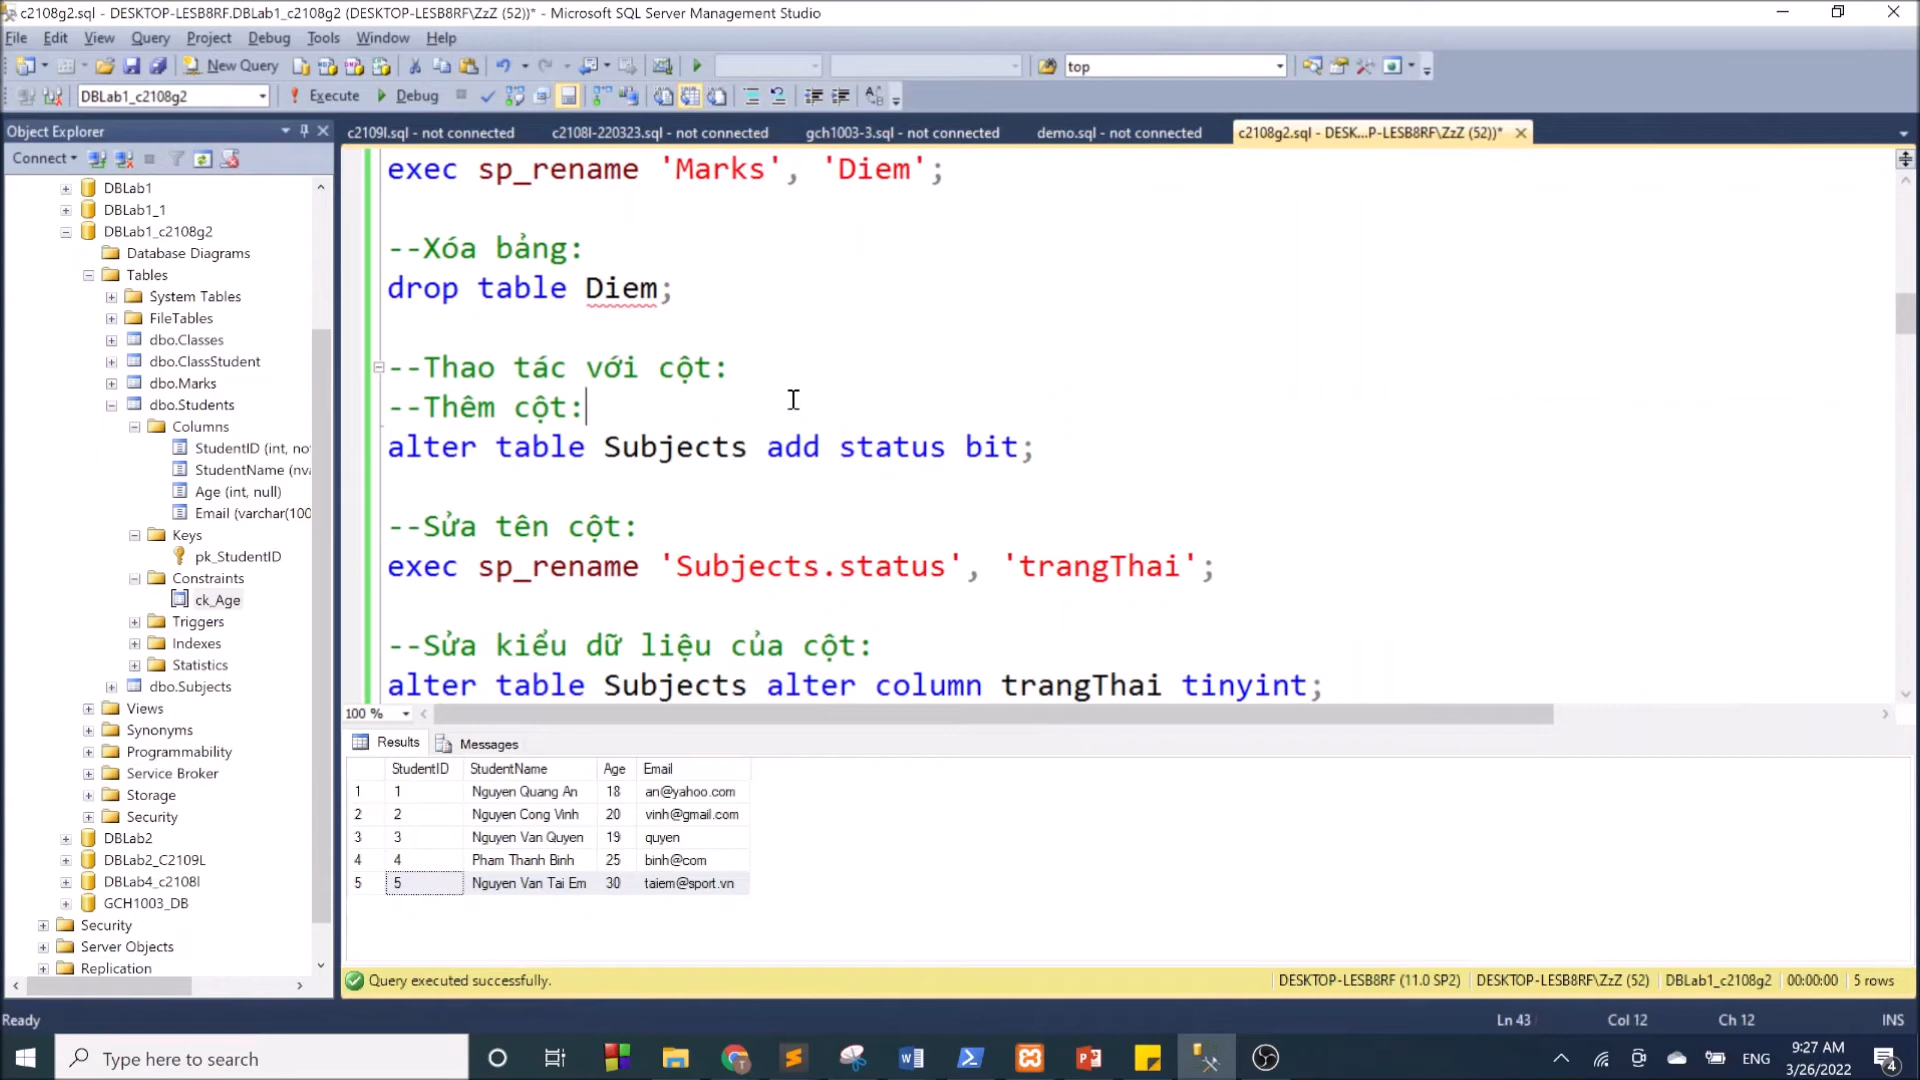 c2108g2.sql - DESKTOP-LESB8RF.DBLab1_c2108g2 (DESKTOP-LESB8RF\ZzZ (52))* - Microsoft SQL Server Management Studio
File Edit View Query Project Debug Tools Window Help
New Query top
DBLab1_c2108g2 Execute Debug
Object Explorer
Connect
DBLab1
DBLab1_1
DBLab1_c2108g2
Database Diagrams
Tables
System Tables
FileTables
dbo.Classes
dbo.ClassStudent
dbo.Marks
dbo.Students
Columns
StudentID (int, no
StudentName (nva
Age (int, null)
Email (varchar(100
Keys
pk_StudentID
Constraints
ck_Age
Triggers
Indexes
Statistics
dbo.Subjects
Views
Synonyms
Programmability
Service Broker
Storage
Security
DBLab2
DBLab2_C2109L
DBLab4_c2108l
GCH1003_DB
Security
Server Objects
Replication
c2109l.sql - not connected c2108l-220323.sql - not connected gch1003-3.sql - not connected demo.sql - not connected c2108g2.sql - DESK...P-LESB8RF\ZzZ (52))*
exec sp_rename 'Marks', 'Diem';
--Xóa bảng:
drop table Diem;
--Thao tác với cột:
--Thêm cột:
alter table Subjects add status bit;
--Sửa tên cột:
exec sp_rename 'Subjects.status', 'trangThai';
--Sửa kiểu dữ liệu của cột:
alter table Subjects alter column trangThai tinyint;
100 %
Results Messages
StudentID StudentName Age Email
1 1 Nguyen Quang An 18 an@yahoo.com
2 2 Nguyen Cong Vinh 20 vinh@gmail.com
3 3 Nguyen Van Quyen 19 quyen
4 4 Pham Thanh Binh 25 binh@com
5 5 Nguyen Van Tai Em 30 taiem@sport.vn
Query executed successfully. DESKTOP-LESB8RF (11.0 SP2) DESKTOP-LESB8RF\ZzZ (52) DBLab1_c2108g2 00:00:00 5 rows
Ready Ln 43 Col 12 Ch 12 INS
Type here to search
ENG
9:27 AM
3/26/2022
4